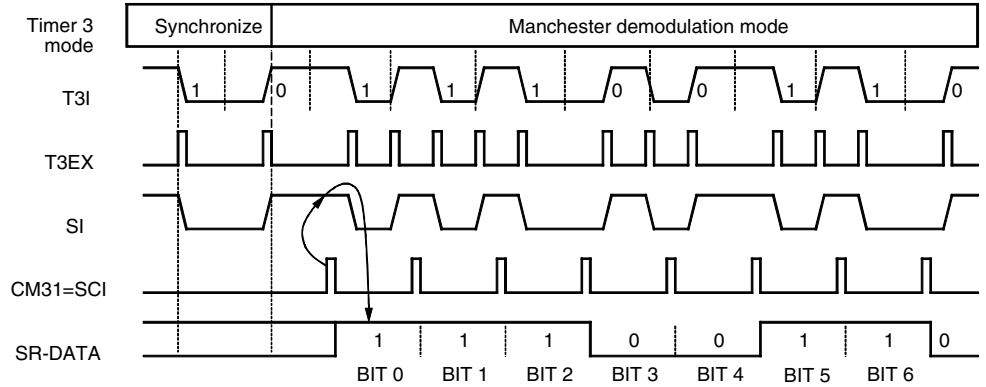 Timer 3 mode Synchronize Manchester demodulation mode
T3I 1 0 1 1 1 0 0 1 1 0
T3EX
SI
CM31=SCI
SR-DATA 1 1 1 0 0 1 1 0
BIT 0 BIT 1 BIT 2 BIT 3 BIT 4 BIT 5 BIT 6